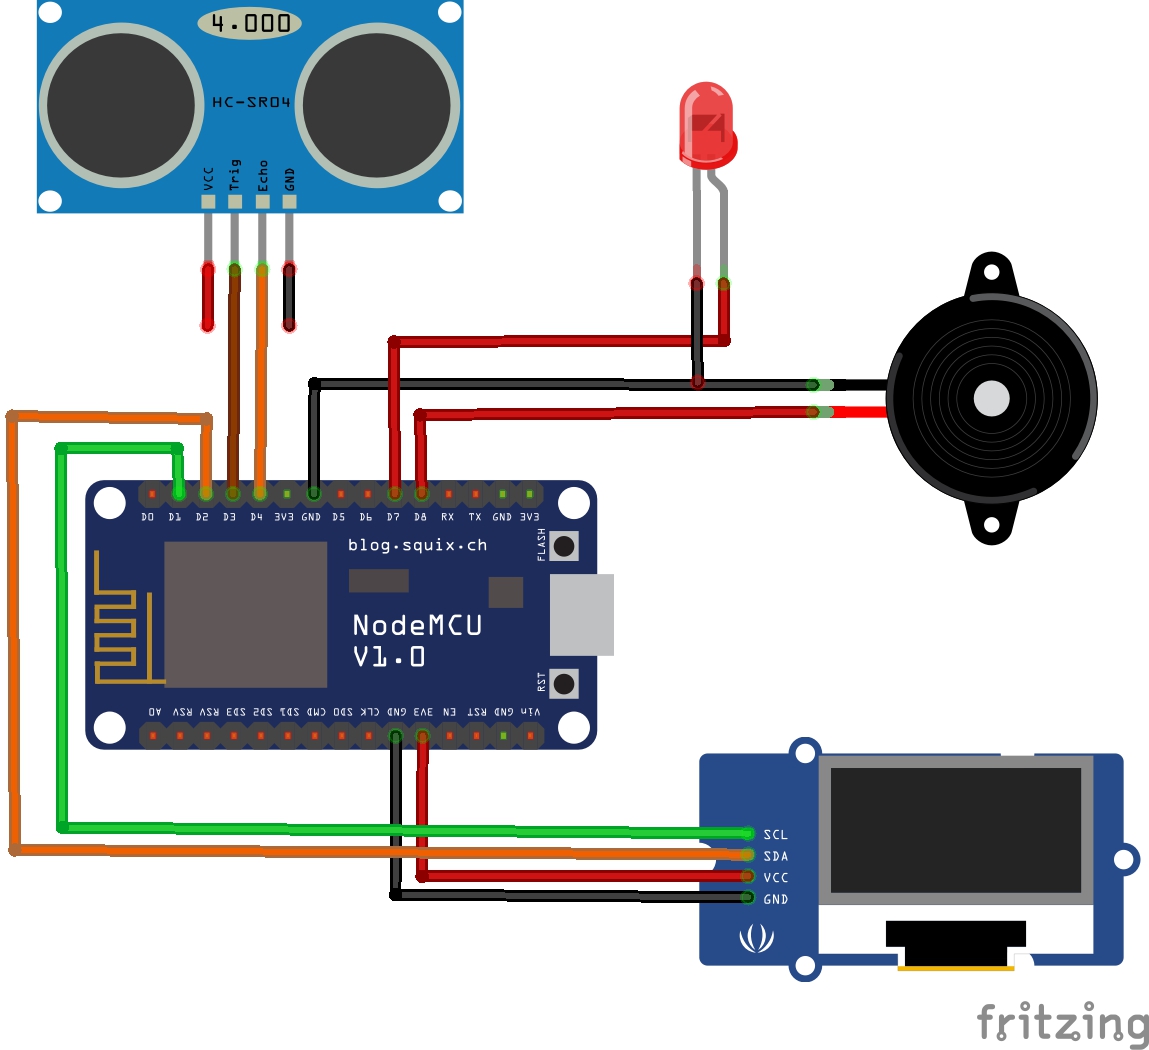 4.000
HC-SR04
VCC Trig Echo GND
D0 D1 D2 D3 D4 3V3 GND D5 D6 D7 D8 RX TX GND 3V3
blog.squix.ch
FLASH
NodeMCU
V1.0
RST
A0 RSV RSV SD3 SD2 SD1 CMD SD0 CLK GND 3V3 EN RST GND Vin
SCL
SDA
VCC
GND
fritzing